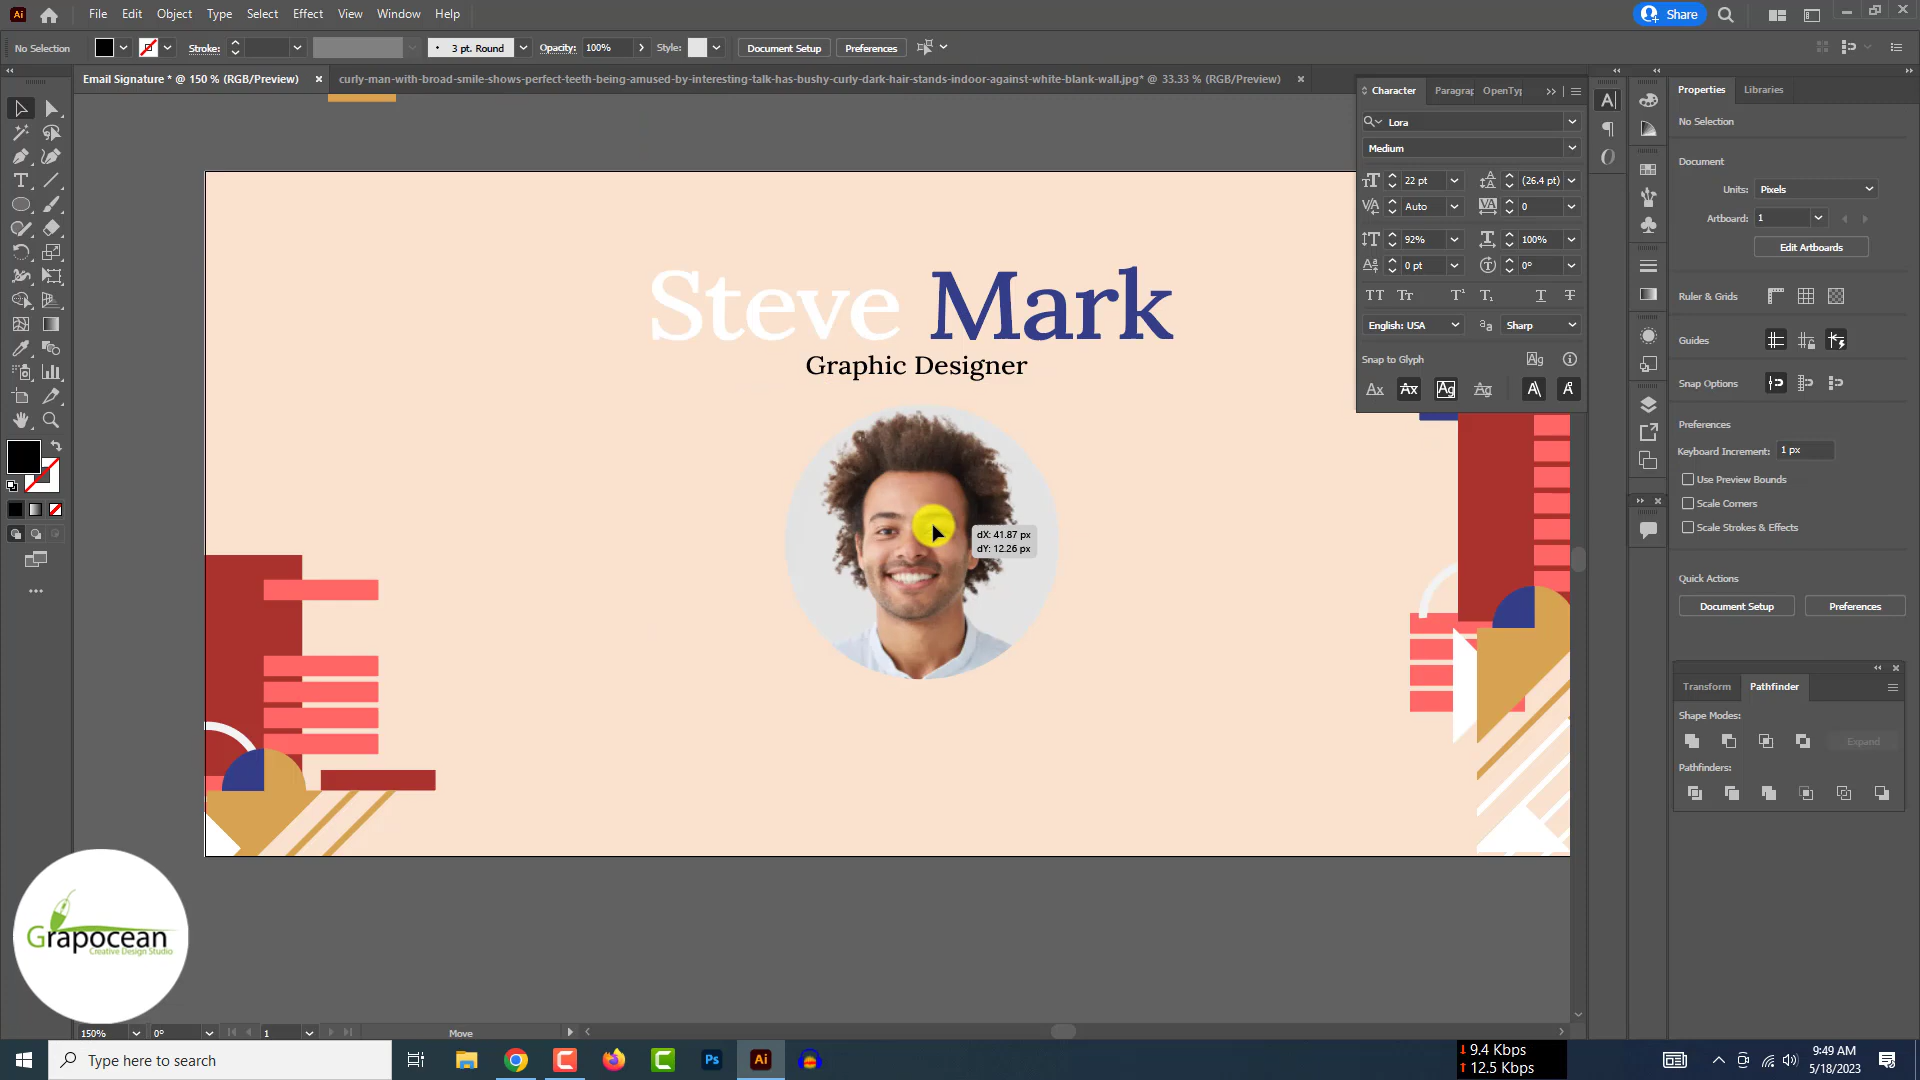 Ai File Edit Object Type Select Effect View Window Help Share
No Selection Stroke: 3 pt. Round Opacity: 100% Style: Document Setup Preferences
Email Signature * @ 150 % (RGB/Preview) × curly-man-with-broad-smile-shows-perfect-teeth-being-amused-by-interesting-talk-has-bushy-curly-dark-hair-stands-indoor-against-white-blank-wall.jpg* @ 33.33 % (RGB/Preview) ×
Character Paragrap OpenTyp
Lora
Medium
22 pt (26.4 pt)
Auto 0
92% 100%
0 pt 0°
English: USA Sharp
Snap to Glyph
Properties Libraries
No Selection
Document
Units: Pixels
Artboard: 1
Edit Artboards
Ruler & Grids
Guides
Snap Options
Preferences
Keyboard Increment: 1 px
Use Preview Bounds
Scale Corners
Scale Strokes & Effects
Quick Actions
Document Setup Preferences
Transform Pathfinder
Shape Modes:
Expand
Pathfinders:
Steve Mark
Graphic Designer
dX: 41.87 px
dY: 12.26 px
Grapocean
Creative Design Studio
150% 0° 1 Move
Type here to search
Ps Ai
9.4 Kbps
12.5 Kbps
9:49 AM
5/18/2023